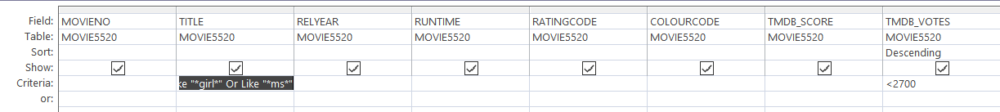 Field: MOVIENO TITLE RELYEAR RUNTIME RATINGCODE COLOURCODE TMDB_SCORE TMDB_VOTES
Table: MOVIE5520 MOVIE5520 MOVIE5520 MOVIE5520 MOVIE5520 MOVIE5520 MOVIE5520 MOVIE5520
Sort: Descending
Show:
Criteria: ke "*girl*" Or Like "*ms*" <2700
or: